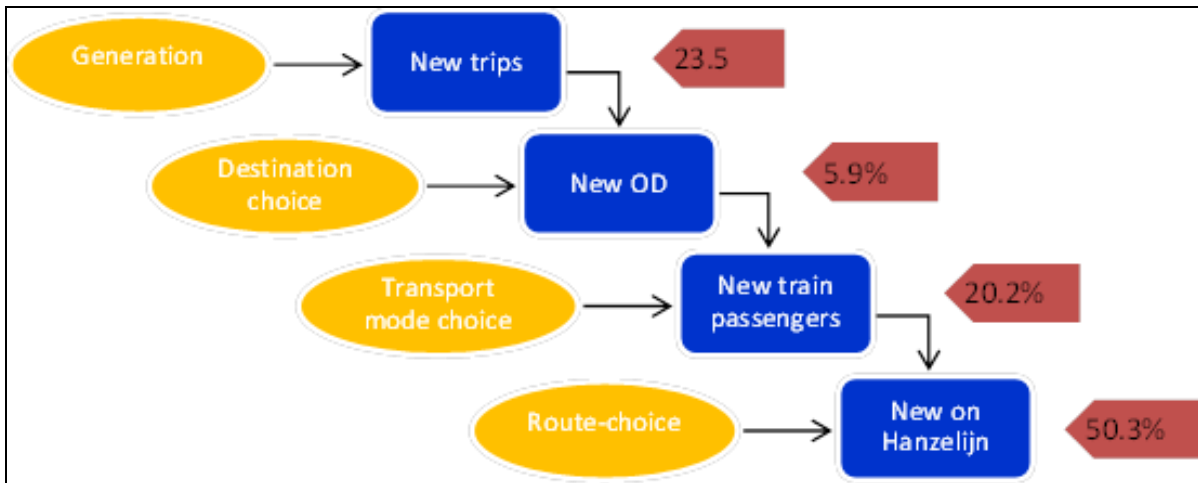 Generation
New trips
23.5
Destination
choice
New OD
5.9%
Transport
mode choice
New train
passengers
20.2%
Route-choice
New on
Hanzelijn
50.3%